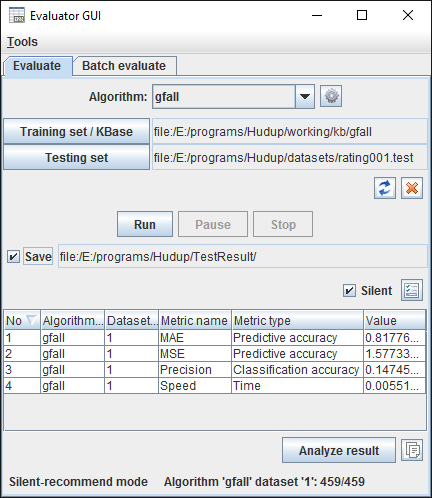 Evaluator GUI
Tools
Evaluate Batch evaluate
Algorithm: gfall
Training set / KBase file:/E:/programs/Hudup/working/kb/gfall
Testing set file:/E:/programs/Hudup/datasets/rating001.test
Run Pause Stop
Save file:/E:/programs/Hudup/TestResult/
Silent
No Algorithm... Dataset... Metric name Metric type Value
1 gfall 1 MAE Predictive accuracy 0.81776...
2 gfall 1 MSE Predictive accuracy 1.57733...
3 gfall 1 Precision Classification accuracy 0.14745...
4 gfall 1 Speed Time 0.00551...
Analyze result
Silent-recommend mode Algorithm 'gfall' dataset '1': 459/459